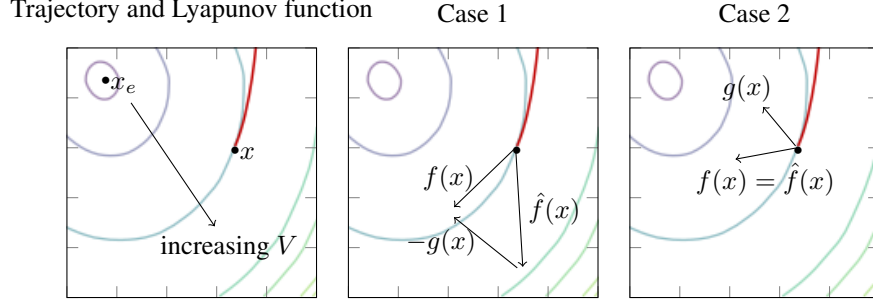 Trajectory and Lyapunov function
Case 1
Case 2
x_e
x
increasing V
f(x)
f̂(x)
−g(x)
g(x)
f(x) = f̂(x)